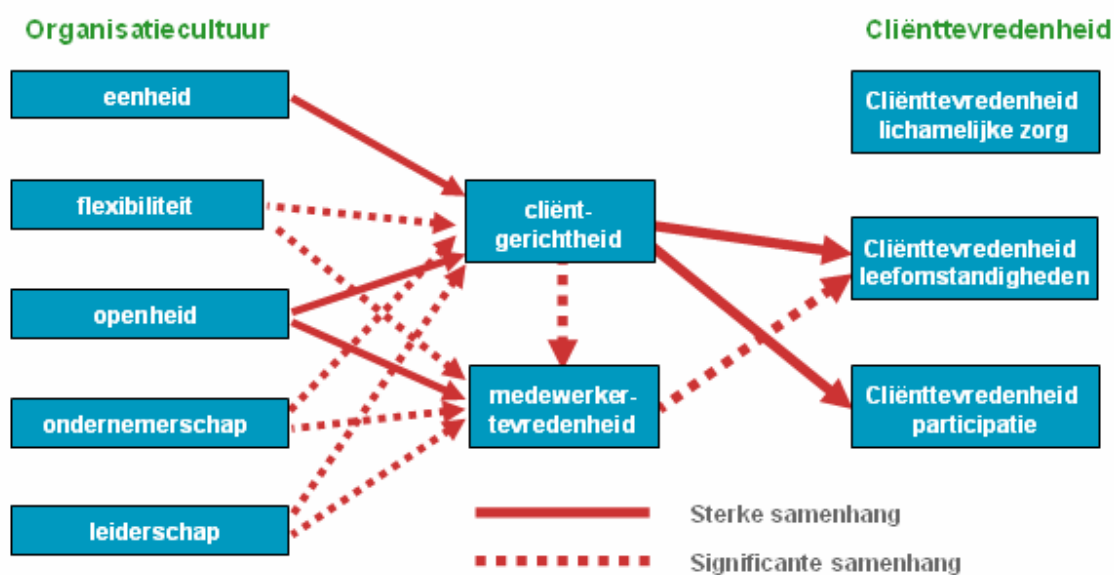 Organisatiecultuur
Cliënttevredenheid
eenheid
flexibiliteit
openheid
ondernemerschap
leiderschap
cliënt-
gerichtheid
medewerker-
tevredenheid
Cliënttevredenheid
lichamelijke zorg
Cliënttevredenheid
leefomstandigheden
Cliënttevredenheid
participatie
Sterke samenhang
Significante samenhang